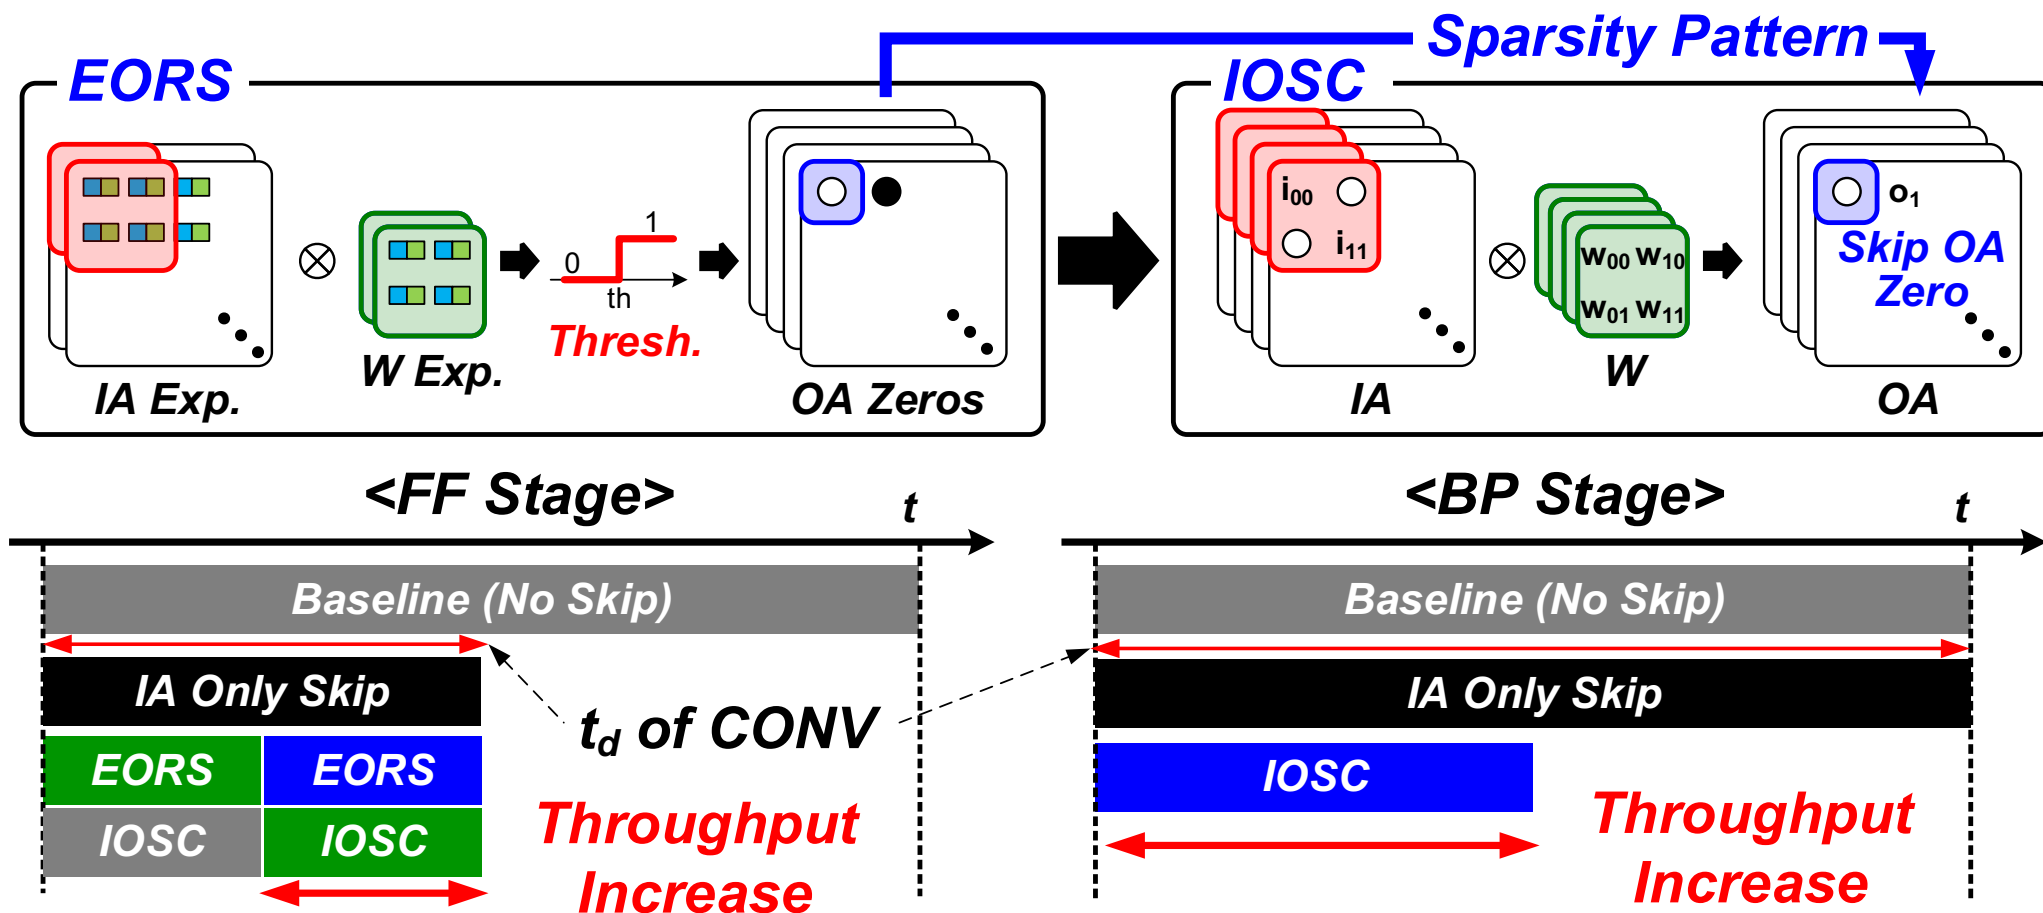 Sparsity Pattern
EORS
IA Exp.
W Exp.
0
1
th
Thresh.
OA Zeros
IOSC
i00
i11
IA
w00 w10
w01 w11
W
o1
Skip OA
Zero
OA
<FF Stage>
t
Baseline (No Skip)
IA Only Skip
EORS
EORS
IOSC
IOSC
td of CONV
Throughput
Increase
<BP Stage>
t
Baseline (No Skip)
IA Only Skip
IOSC
Throughput
Increase